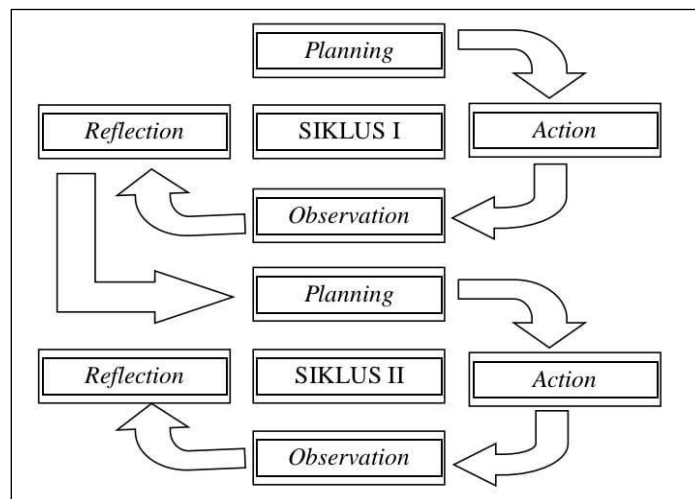 Planning
Reflection
SIKLUS I
Action
Observation
Planning
Reflection
SIKLUS II
Action
Observation